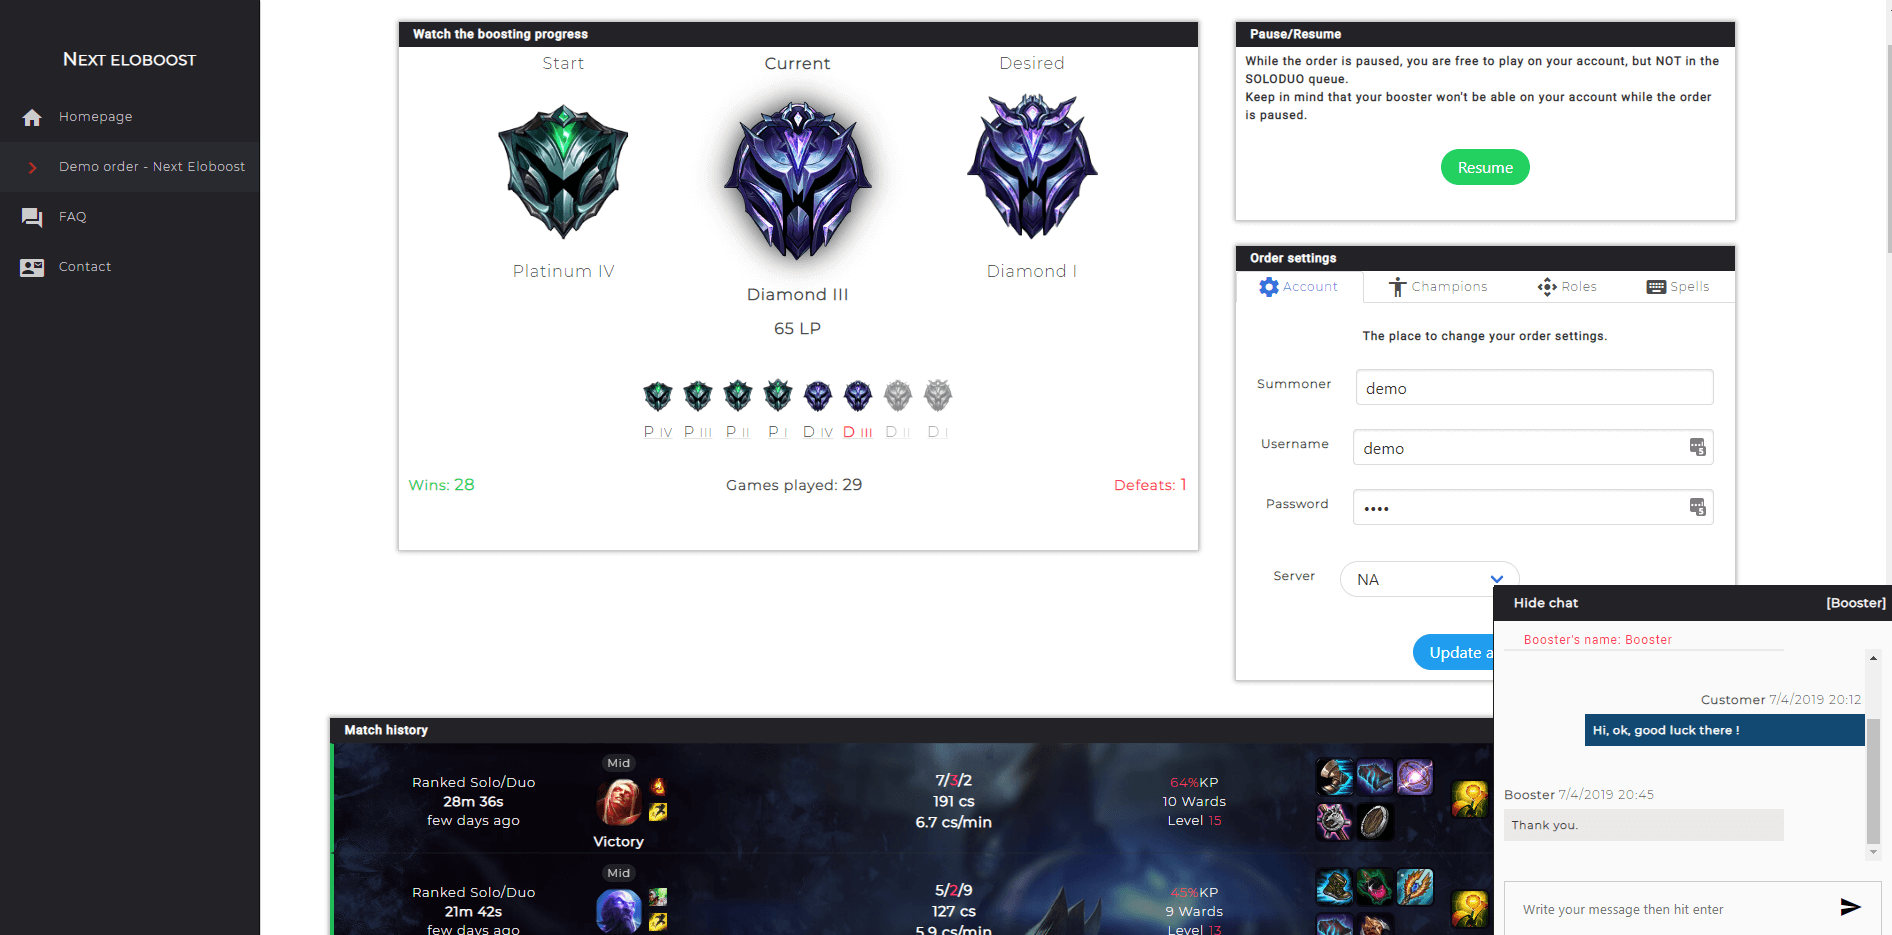 Next eloboost
Homepage
Demo order - Next Eloboost
FAQ
Contact
Watch the boosting progress
Start
Current
Desired
Platinum IV
Diamond III
65 LP
Diamond I
P IV
P III
P II
P I
D IV
D III
D II
D I
Wins: 28
Games played: 29
Defeats: 1
Pause/Resume
While the order is paused, you are free to play on your account, but NOT in the
SOLODUO queue.
Keep in mind that your booster won't be able on your account while the order
is paused.
Resume
Order settings
Account
Champions
Roles
Spells
The place to change your order settings.
Summoner
demo
Username
demo
Password
••••
Server
NA
Update a
Match history
Ranked Solo/Duo
28m 36s
few days ago
Mid
Victory
7/3/2
191 cs
6.7 cs/min
64%KP
10 Wards
Level 15
Ranked Solo/Duo
21m 42s
few days ago
Mid
5/2/9
127 cs
5.9 cs/min
45%KP
9 Wards
Level 13
Hide chat
[Booster]
Booster's name: Booster
Customer 7/4/2019 20:12
Hi, ok, good luck there !
Booster 7/4/2019 20:45
Thank you.
Write your message then hit enter